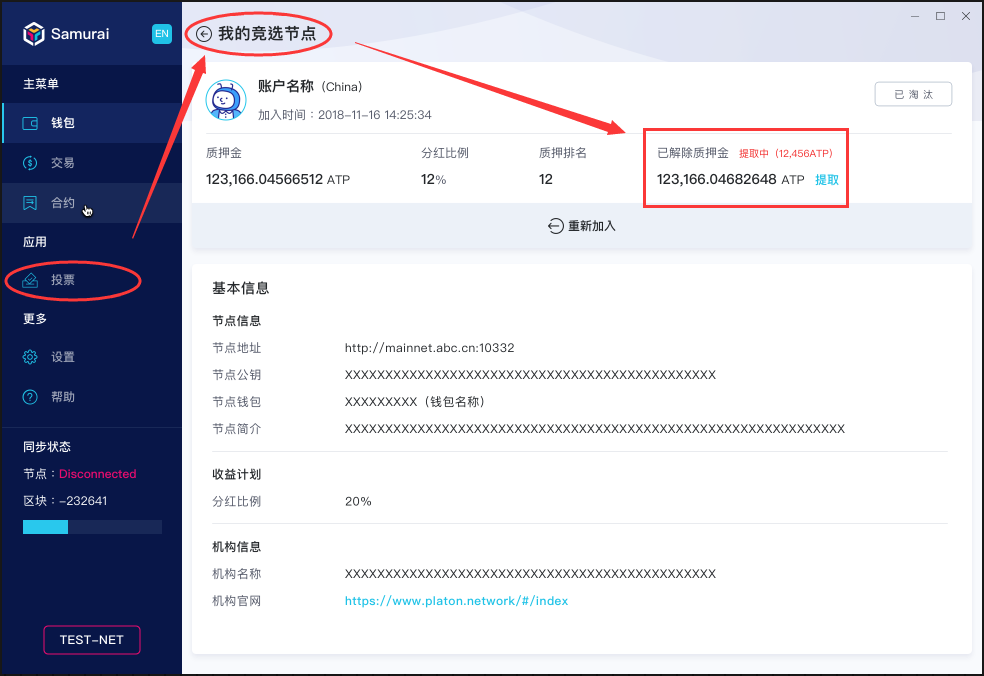 Samurai
EN
主菜单
钱包
交易
合约
应用
投票
更多
设置
帮助
同步状态
节点：Disconnected
区块：-232641
TEST-NET
我的竞选节点
账户名称（China）
加入时间：2018-11-16 14:25:34
已 淘 汰
质押金
123,166.04566512 ATP
分红比例
12%
质押排名
12
已解除质押金 提取中（12,456ATP）
123,166.04682648 ATP 提取
重新加入
基本信息
节点信息
节点地址 http://mainnet.abc.cn:10332
节点公钥 XXXXXXXXXXXXXXXXXXXXXXXXXXXXXXXXXXXXXXXXXXXXXX
节点钱包 XXXXXXXXX（钱包名称）
节点简介 XXXXXXXXXXXXXXXXXXXXXXXXXXXXXXXXXXXXXXXXXXXXXXXXXXXXXXXXXXXXXX
收益计划
分红比例 20%
机构信息
机构名称 XXXXXXXXXXXXXXXXXXXXXXXXXXXXXXXXXXXXXXXXXXXXXX
机构官网 https://www.platon.network/#/index